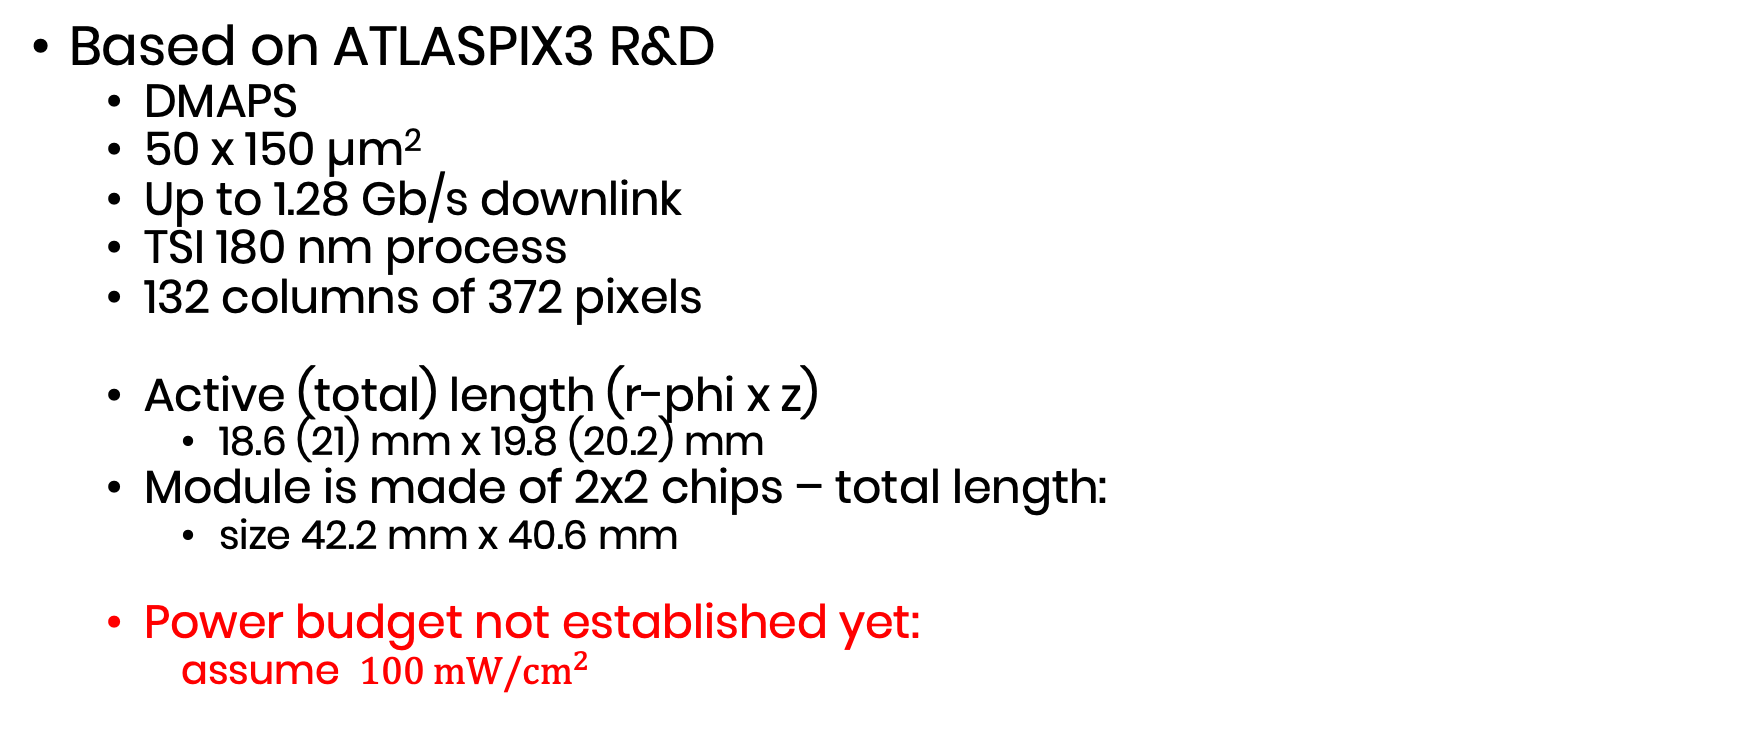 • Based on ATLASPIX3 R&D
• DMAPS
• 50 x 150 µm²
• Up to 1.28 Gb/s downlink
• TSI 180 nm process
• 132 columns of 372 pixels
• Active (total) length (r-phi x z)
• 18.6 (21) mm x 19.8 (20.2) mm
• Module is made of 2x2 chips – total length:
• size 42.2 mm x 40.6 mm
• Power budget not established yet:
assume 100 mW/cm²